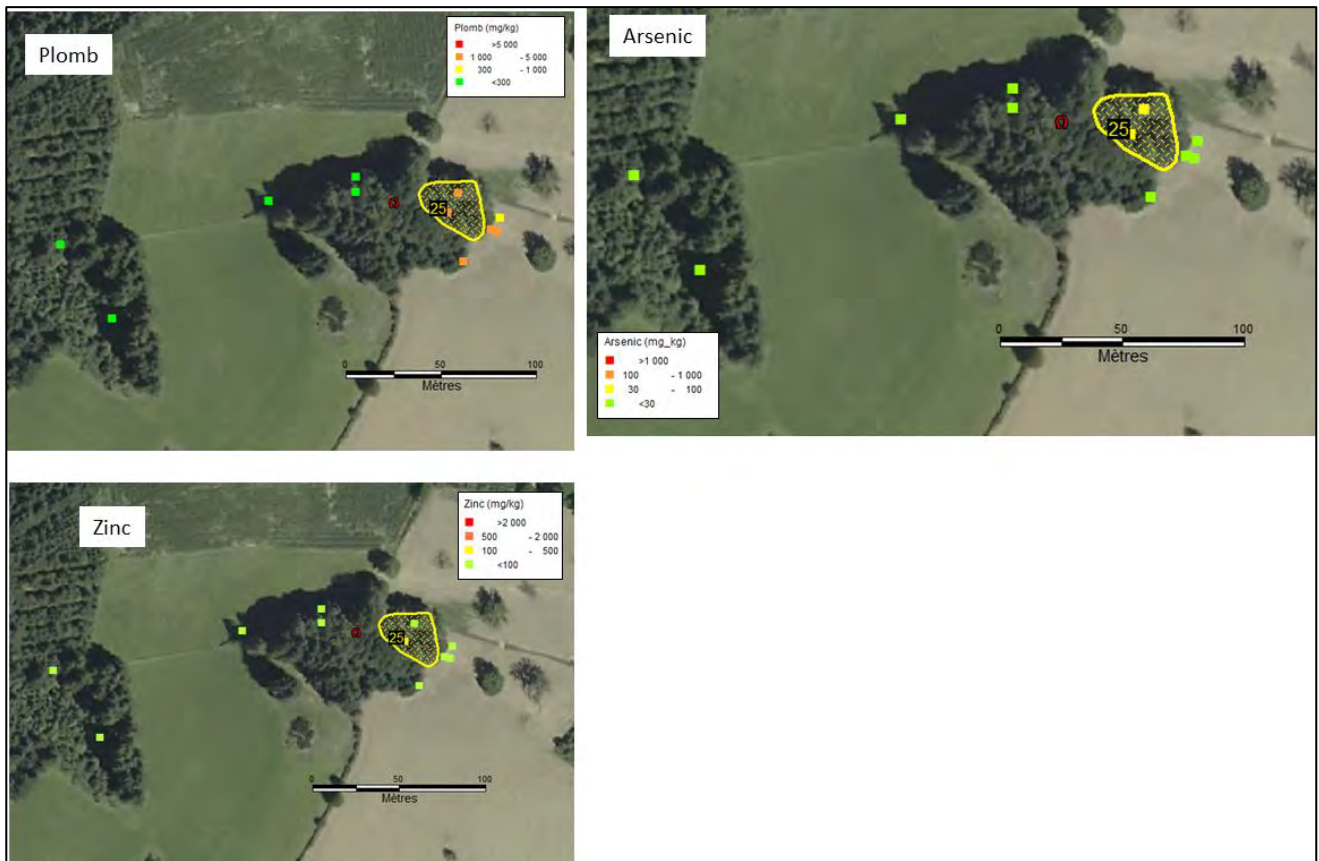 Plomb
Plomb (mg/kg)
>5 000
1 000 - 5 000
300 - 1 000
<300
25
0 50 100
Mètres
Arsenic
25
0 50 100
Mètres
Arsenic (mg_kg)
>1 000
100 - 1 000
30 - 100
<30
Zinc
Zinc (mg/kg)
>2 000
500 - 2 000
100 - 500
<100
25
0 50 100
Mètres